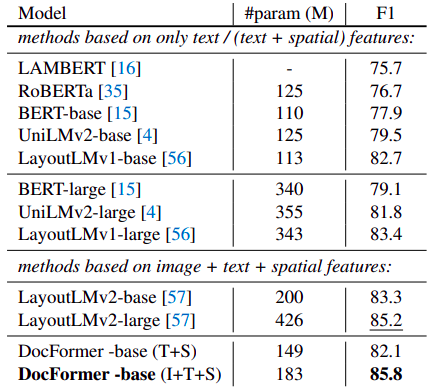 Model #param (M) F1
methods based on only text / (text + spatial) features:
LAMBERT [16] - 75.7
RoBERTa [35] 125 76.7
BERT-base [15] 110 77.9
UniLMv2-base [4] 125 79.5
LayoutLMv1-base [56] 113 82.7
BERT-large [15] 340 79.1
UniLMv2-large [4] 355 81.8
LayoutLMv1-large [56] 343 83.4
methods based on image + text + spatial features:
LayoutLMv2-base [57] 200 83.3
LayoutLMv2-large [57] 426 85.2
DocFormer -base (T+S) 149 82.1
DocFormer -base (I+T+S) 183 85.8